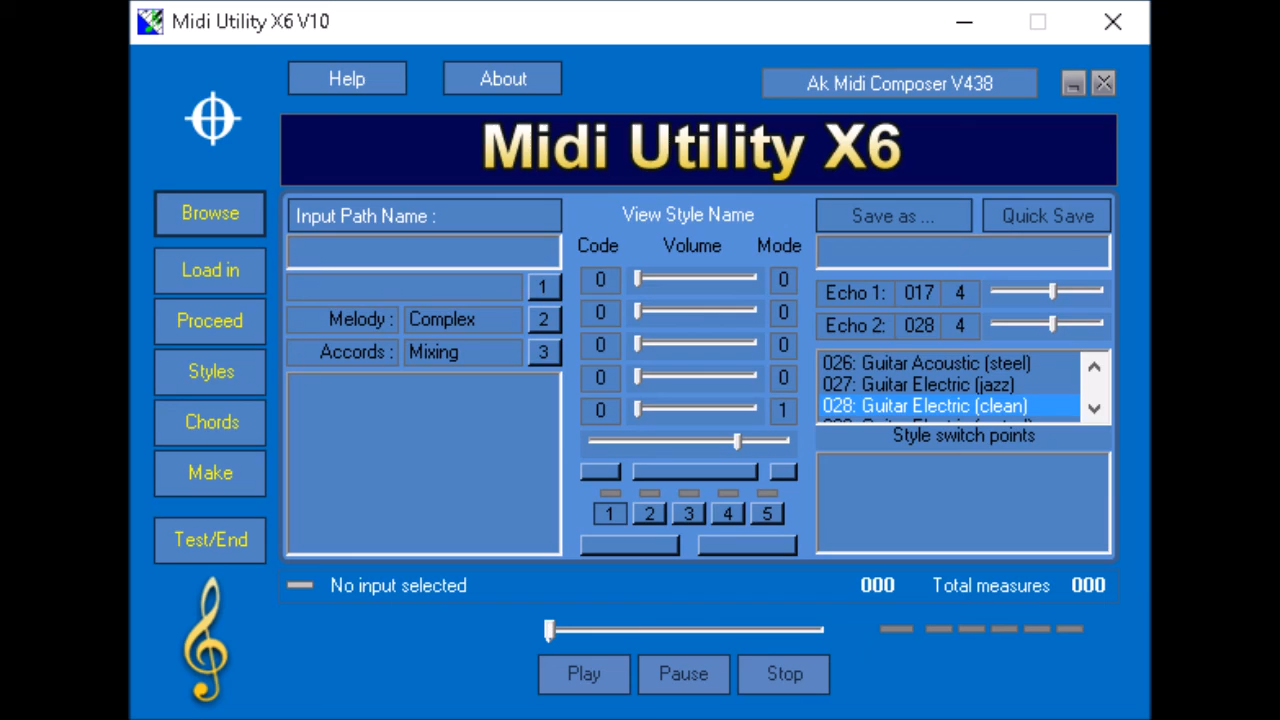 Midi Utility X6 V10
Help
About
Ak Midi Composer V438
Midi Utility X6
Browse
Load in
Proceed
Styles
Chords
Make
Test/End
Input Path Name :
1
Melody : Complex 2
Accords : Mixing 3
View Style Name
Code Volume Mode
0 0
0 0
0 0
0 0
0 1
1 2 3 4 5
Save as ... Quick Save
Echo 1: 017 4
Echo 2: 028 4
026: Guitar Acoustic (steel)
027: Guitar Electric (jazz)
028: Guitar Electric (clean)
Style switch points
No input selected 000 Total measures 000
Play Pause Stop